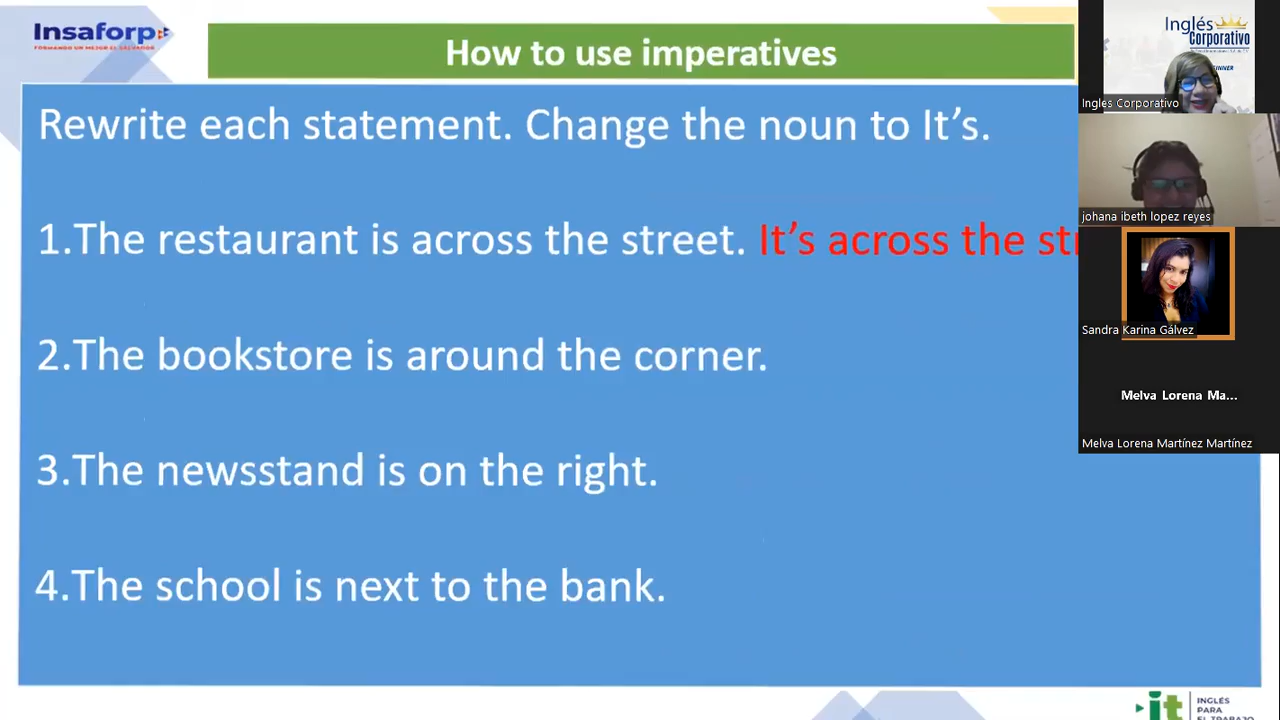 Insaforp
FORMANDO UN MEJOR EL SALVADOR
How to use imperatives
Rewrite each statement. Change the noun to It’s.
1.The restaurant is across the street. It’s across the
2.The bookstore is around the corner.
3.The newsstand is on the right.
4.The school is next to the bank.
Inglés
Corporativo
Inglés Corporativo
johana ibeth lopez reyes
Sandra Karina Gálvez
Melva Lorena Ma...
Melva Lorena Martínez Martínez
it
INGLÉS
PARA
EL TRABAJO